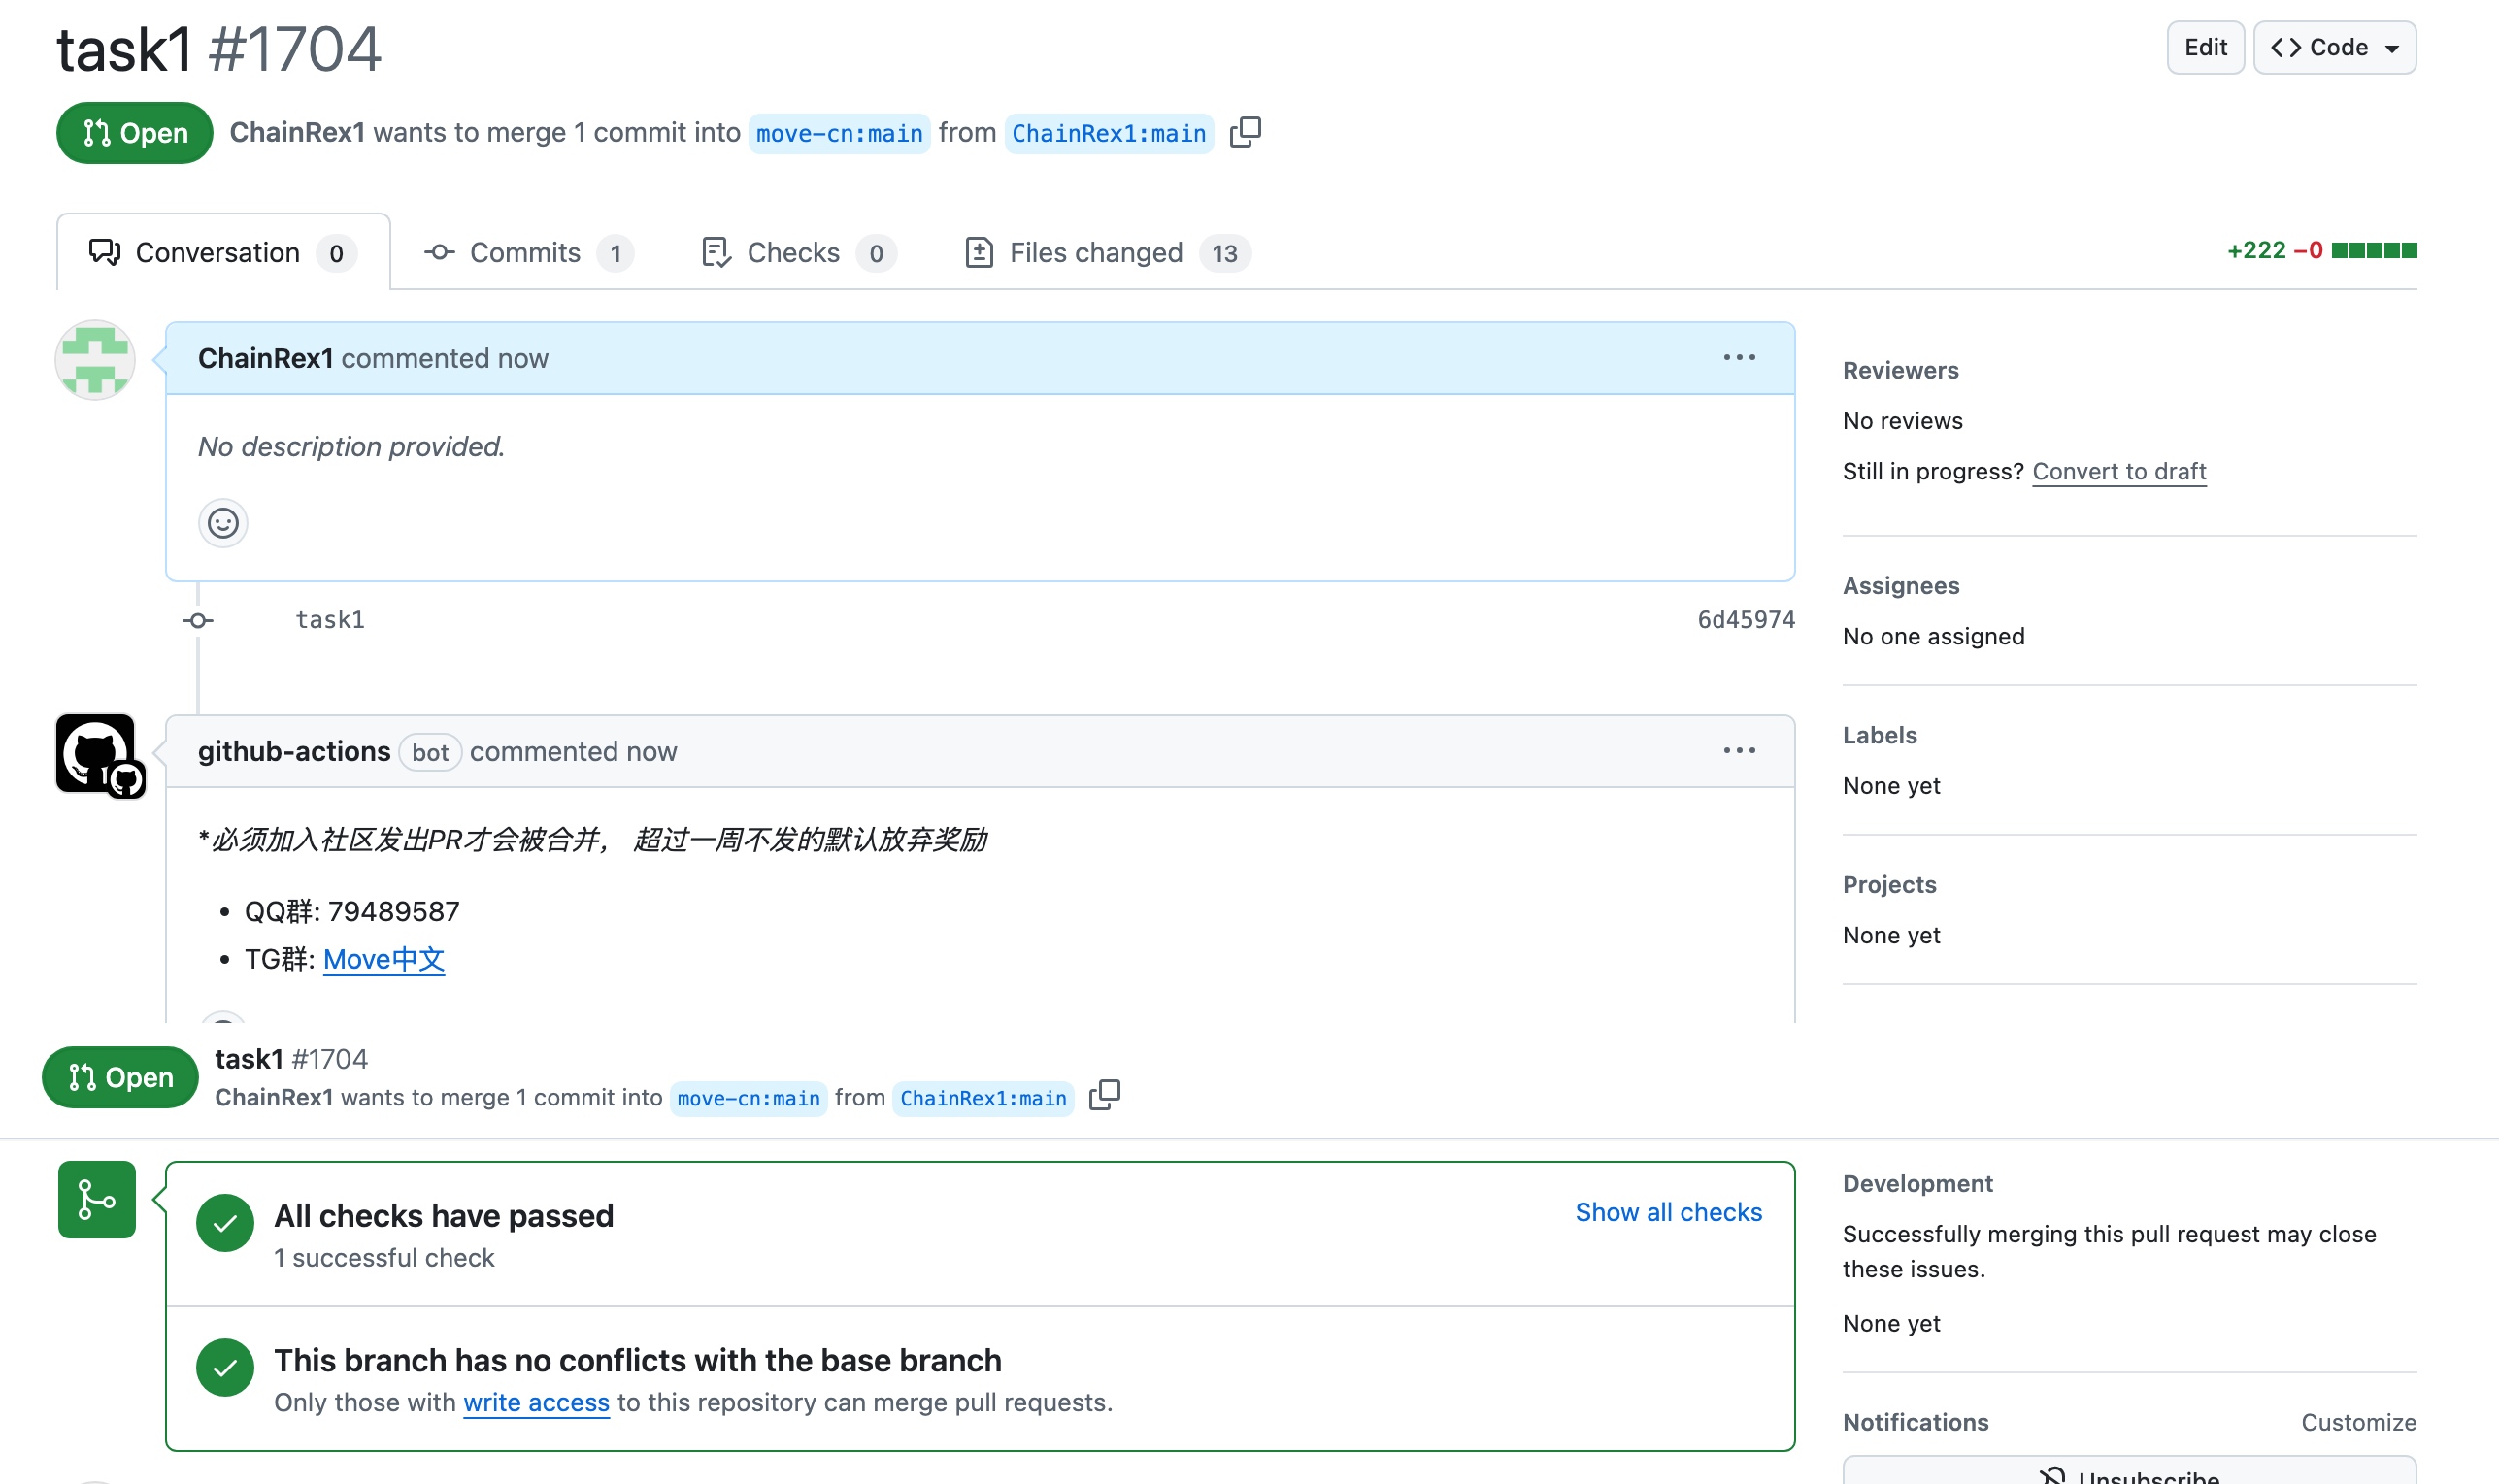 task1 #1704
Edit
Code
Open
ChainRex1 wants to merge 1 commit into move-cn:main from ChainRex1:main
Conversation 0
Commits 1
Checks 0
Files changed 13
+222 −0
ChainRex1 commented now
No description provided.
task1
6d45974
github-actions bot commented now
*必须加入社区发出PR才会被合并， 超过一周不发的默认放弃奖励
• QQ群: 79489587
• TG群: Move中文
Reviewers
No reviews
Still in progress? Convert to draft
Assignees
No one assigned
Labels
None yet
Projects
None yet
Open
task1 #1704
ChainRex1 wants to merge 1 commit into move-cn:main from ChainRex1:main
All checks have passed
1 successful check
Show all checks
This branch has no conflicts with the base branch
Only those with write access to this repository can merge pull requests.
Development
Successfully merging this pull request may close
these issues.
None yet
Notifications
Customize
Unsubscribe